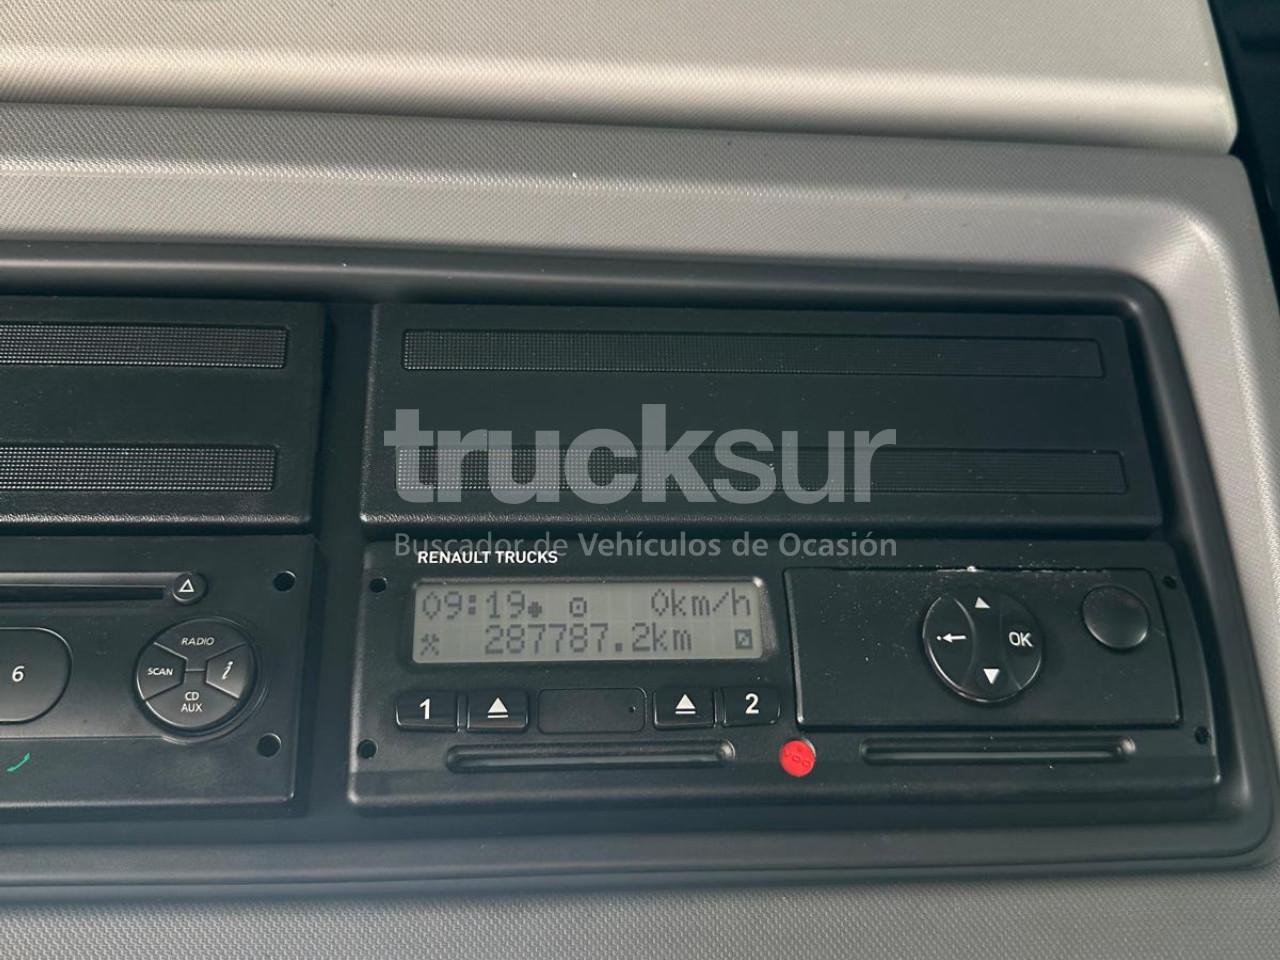 trucksur
Buscador de Vehículos de Ocasión
RENAULT TRUCKS
09:19 0km/h
287787.2km
1 2
OK
6
RADIO
SCAN i
CD
AUX
VDO